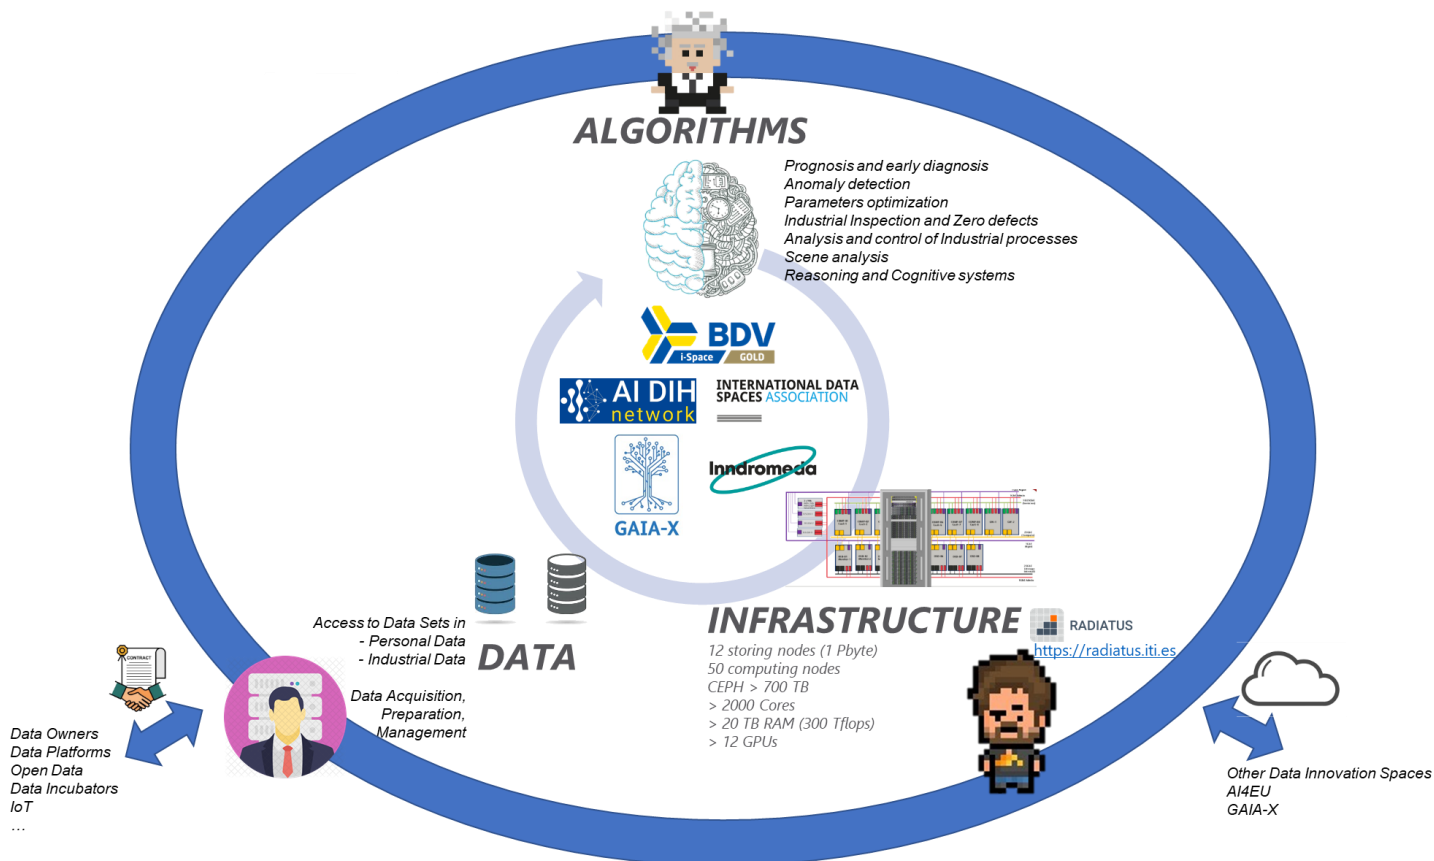 ALGORITHMS
Prognosis and early diagnosis
Anomaly detection
Parameters optimization
Industrial Inspection and Zero defects
Analysis and control of Industrial processes
Scene analysis
Reasoning and Cognitive systems
BDV
i-Space GOLD
AI DIH
network
INTERNATIONAL DATA
SPACES ASSOCIATION
GAIA-X
Inndromeda
Access to Data Sets in
- Personal Data
- Industrial Data
DATA
Data Acquisition,
Preparation,
Management
INFRASTRUCTURE
RADIATUS
https://radiatus.iti.es
12 storing nodes (1 Pbyte)
50 computing nodes
CEPH > 700 TB
> 2000 Cores
> 20 TB RAM (300 Tflops)
> 12 GPUs
CONTRACT
Data Owners
Data Platforms
Open Data
Data Incubators
IoT
...
Other Data Innovation Spaces
AI4EU
GAIA-X